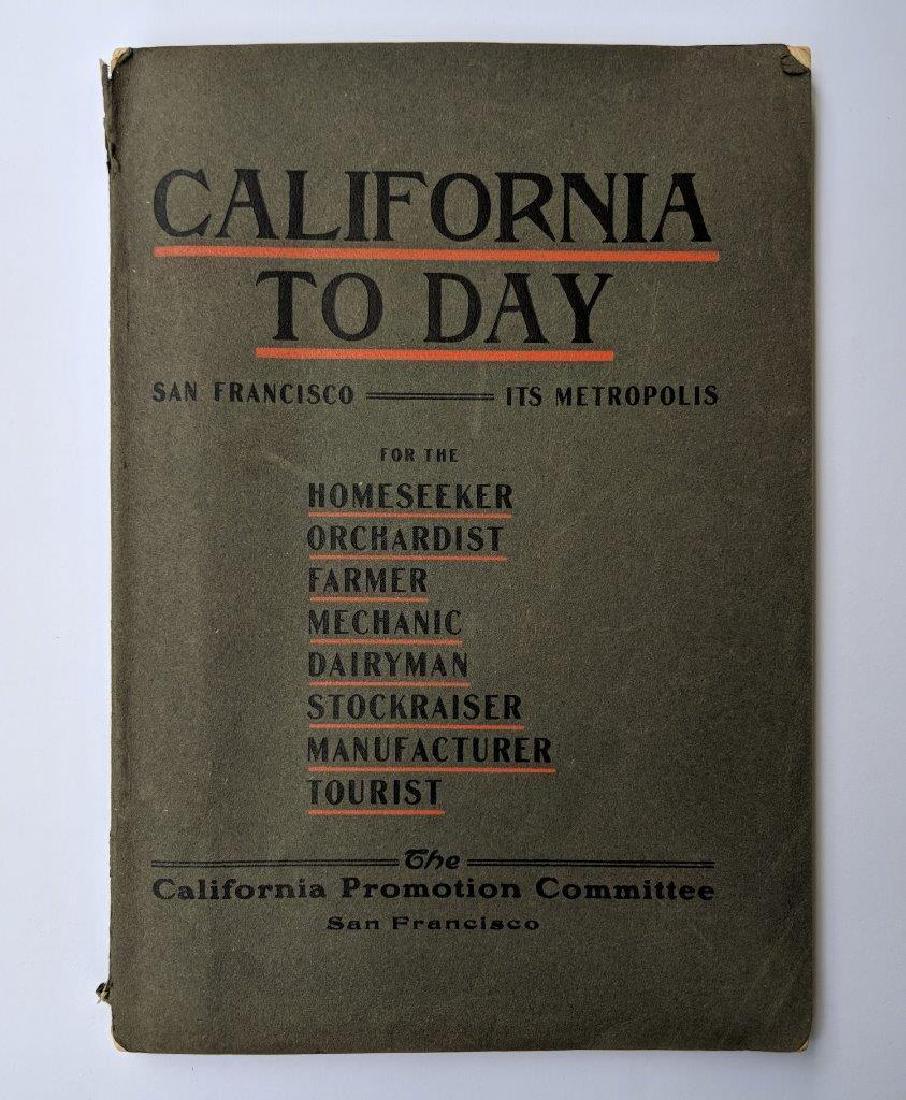 CALIFORNIA
TO DAY
SAN FRANCISCO ITS METROPOLIS
FOR THE
HOMESEEKER
ORCHARDIST
FARMER
MECHANIC
DAIRYMAN
STOCKRAISER
MANUFACTURER
TOURIST
The
California Promotion Committee
San Francisco